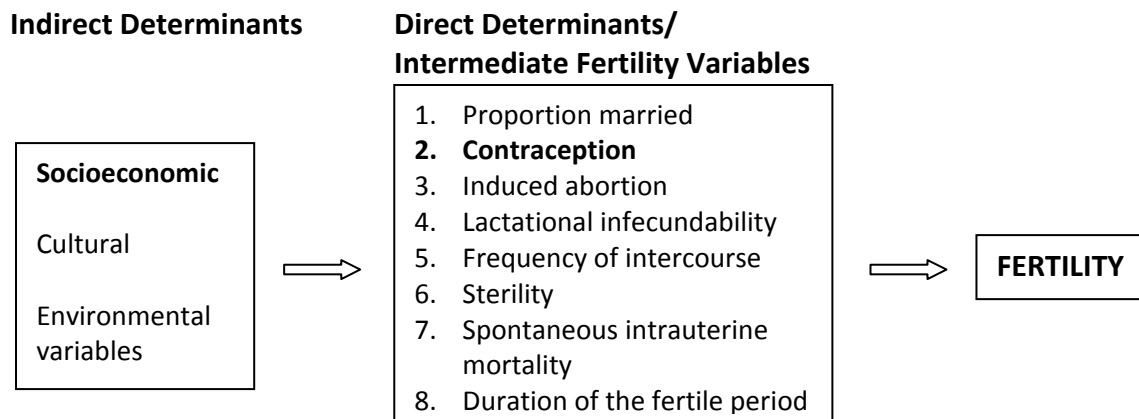 Indirect Determinants
Direct Determinants/
Intermediate Fertility Variables
Socioeconomic
Cultural
Environmental
variables
1. Proportion married
2. Contraception
3. Induced abortion
4. Lactational infecundability
5. Frequency of intercourse
6. Sterility
7. Spontaneous intrauterine
mortality
8. Duration of the fertile period
FERTILITY